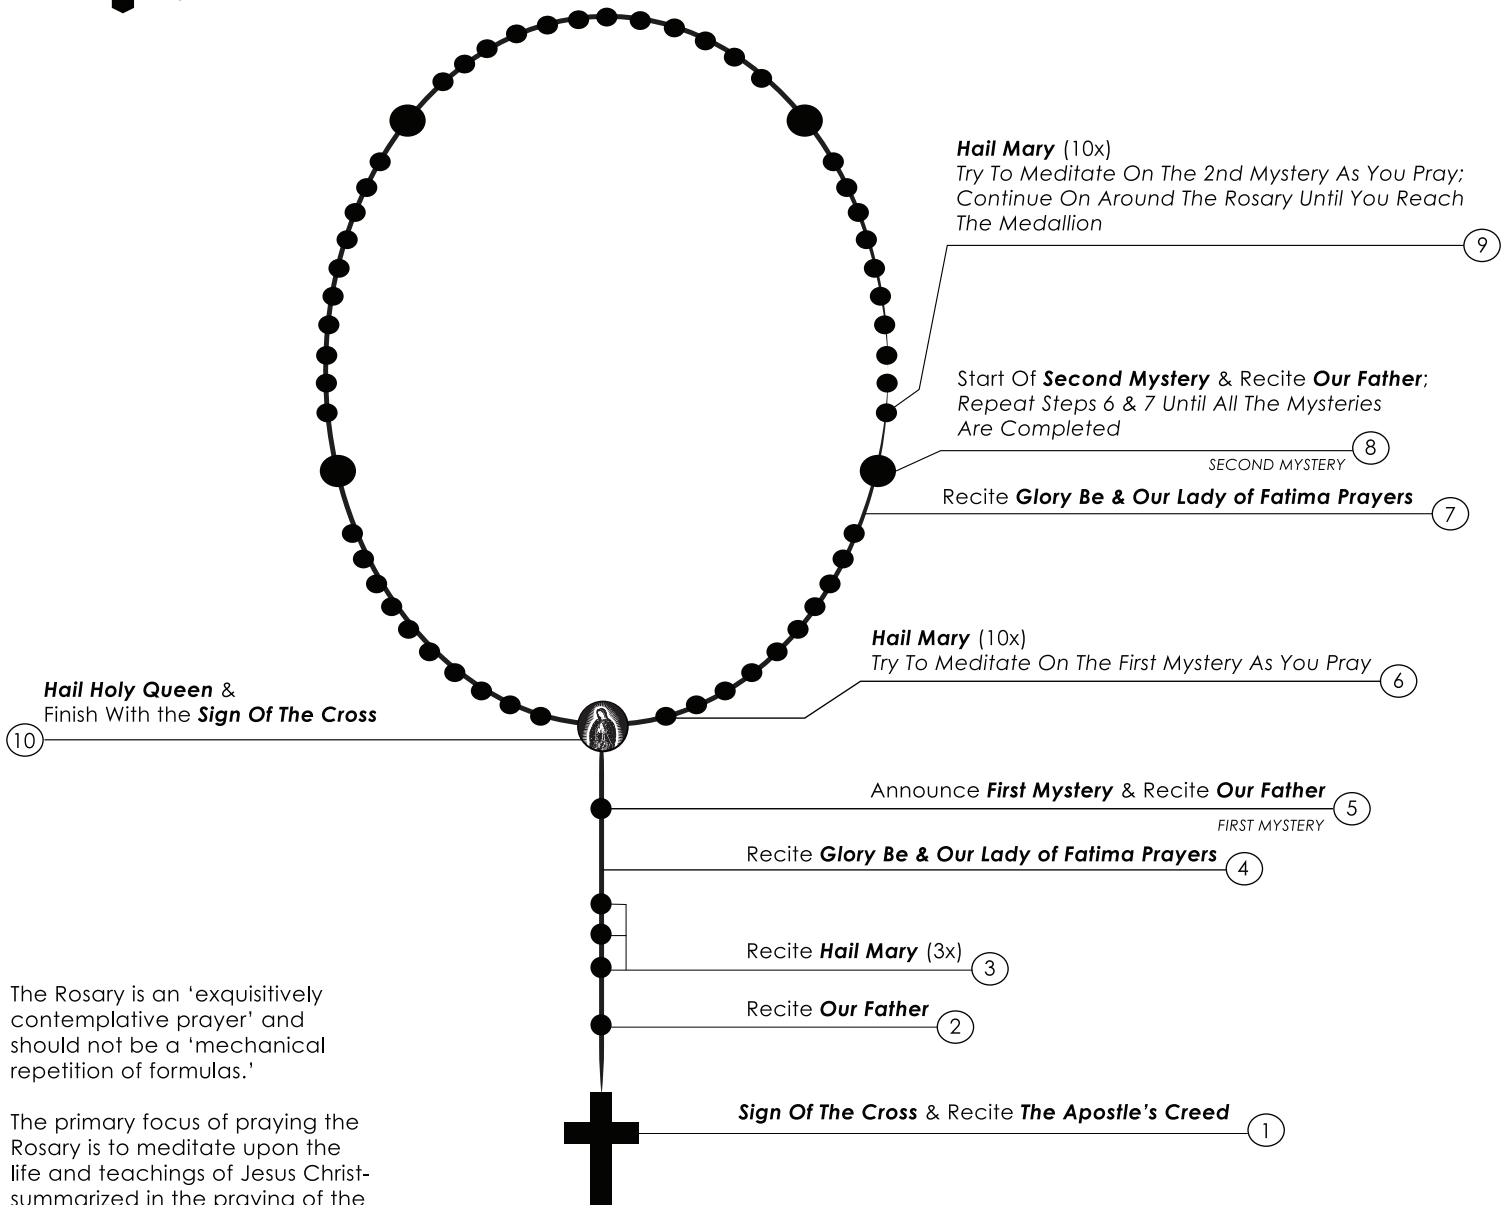 Hail Mary (10x)
Try To Meditate On The 2nd Mystery As You Pray;
Continue On Around The Rosary Until You Reach
The Medallion
9
Start Of Second Mystery & Recite Our Father;
Repeat Steps 6 & 7 Until All The Mysteries
Are Completed
8
SECOND MYSTERY
Recite Glory Be & Our Lady of Fatima Prayers
7
Hail Mary (10x)
Try To Meditate On The First Mystery As You Pray
6
Hail Holy Queen &
Finish With the Sign Of The Cross
10
Announce First Mystery & Recite Our Father
5
FIRST MYSTERY
Recite Glory Be & Our Lady of Fatima Prayers
4
Recite Hail Mary (3x)
3
Recite Our Father
2
Sign Of The Cross & Recite The Apostle's Creed
1
The Rosary is an ‘exquisitively
contemplative prayer’ and
should not be a ‘mechanical
repetition of formulas.’
The primary focus of praying the
Rosary is to meditate upon the
life and teachings of Jesus Christ-
summarized in the praying of the